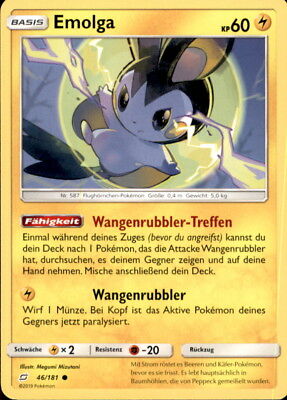 BASIS Emolga KP60
Nr. 587 Flughörnchen-Pokémon Größe: 0,4 m Gewicht: 5,0 kg
Fähigkeit Wangenrubbler-Treffen
Einmal während deines Zuges (bevor du angreifst) kannst du
dein Deck nach 1 Pokémon, das die Attacke Wangenrubbler
hat, durchsuchen, es deinem Gegner zeigen und auf deine
Hand nehmen. Mische anschließend dein Deck.
Wangenrubbler
Wirf 1 Münze. Bei Kopf ist das Aktive Pokémon deines
Gegners jetzt paralysiert.
Schwäche ×2 Resistenz -20 Rückzug
Illustr. Megumi Mizutani
46/181
©2019 Pokémon
Mit Strom röstet es Beeren und Käfer-Pokémon,
bevor es sie frisst. Es lebt hauptsächlich in
Baumhöhlen, die von Peppeck gemeißelt wurden.